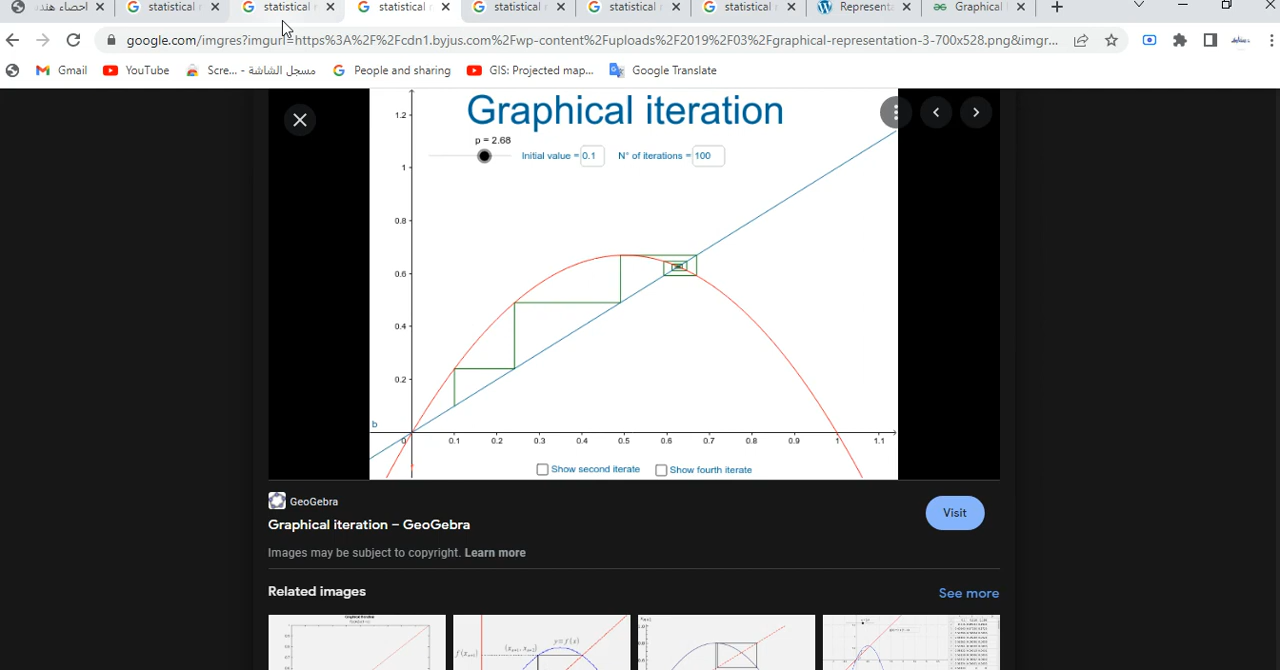 احصاء هند
statistical
statistical
statistical
statistical
statistical
statistical
Represent
Graphical
google.com/imgres?imgurl=https%3A%2F%2Fcdn1.byjus.com%2Fwp-content%2Fuploads%2F2019%2F03%2Fgraphical-representation-3-700x528.png&imgr...
Gmail
YouTube
Scre... - مسجل الشاشة
People and sharing
GIS: Projected map...
Google Translate
Graphical iteration
p = 2.68
Initial value = 0.1
N° of iterations = 100
1.2
1
0.8
0.6
0.4
0.2
b
0 0.1 0.2 0.3 0.4 0.5 0.6 0.7 0.8 0.9 1 1.1
Show second iterate
Show fourth iterate
GeoGebra
Visit
Graphical iteration – GeoGebra
Images may be subject to copyright. Learn more
Related images
See more
y = f(x)